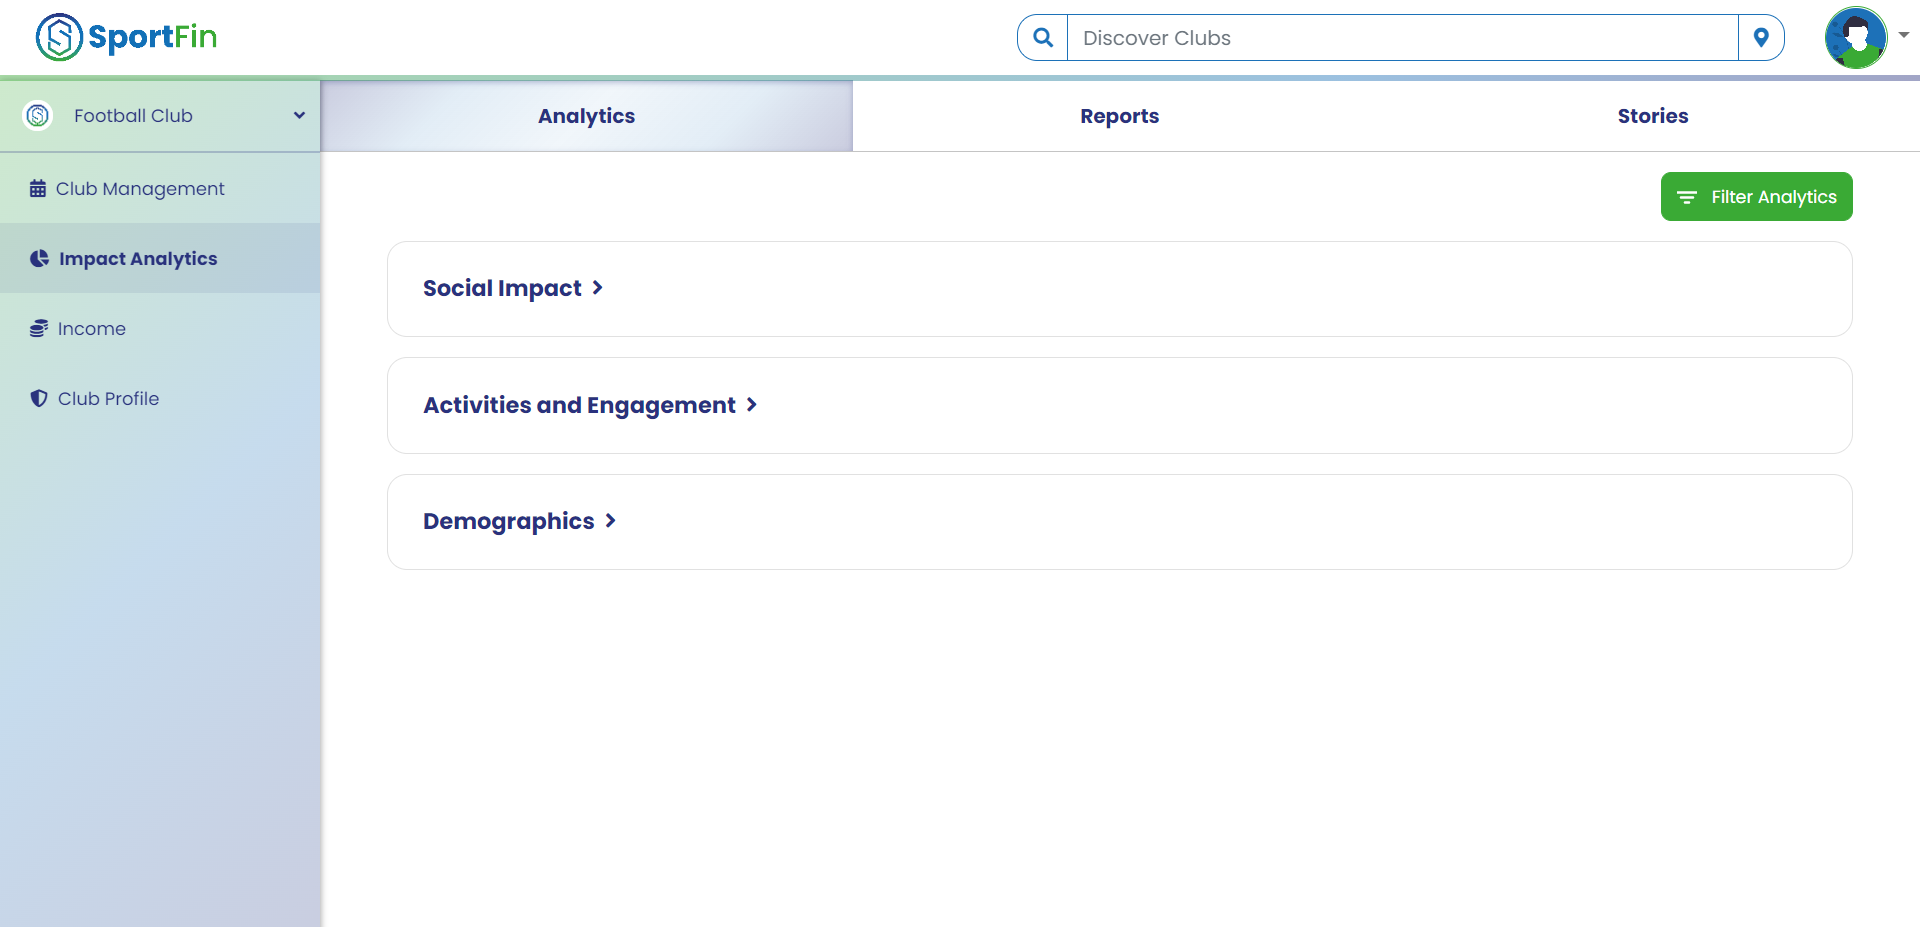 SportFin
Discover Clubs
Football Club
Analytics
Reports
Stories
Club Management
Impact Analytics
Income
Club Profile
Filter Analytics
Social Impact
Activities and Engagement
Demographics